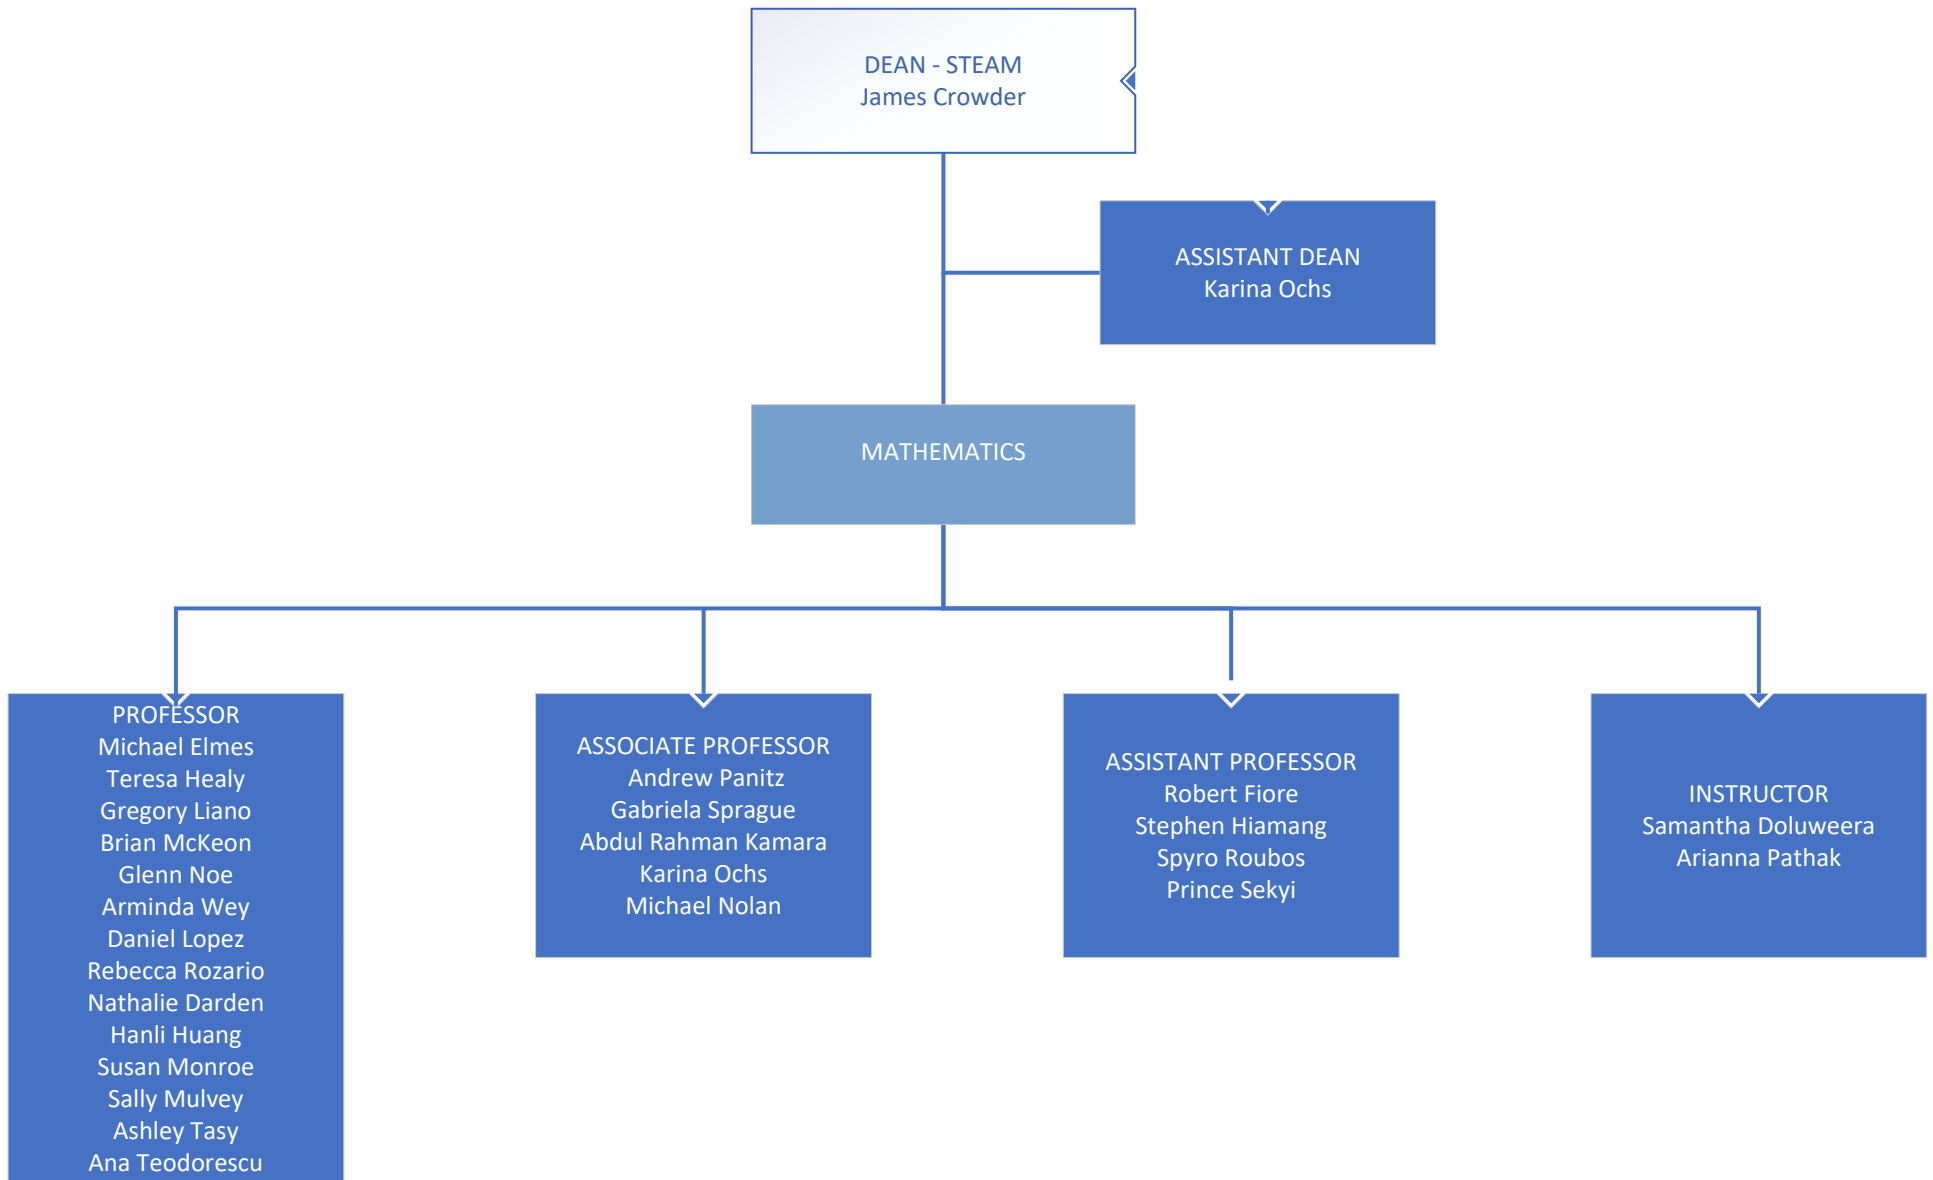 DEAN - STEAM
James Crowder
ASSISTANT DEAN
Karina Ochs
MATHEMATICS
PROFESSOR
Michael Elmes
Teresa Healy
Gregory Liano
Brian McKeon
Glenn Noe
Arminda Wey
Daniel Lopez
Rebecca Rozario
Nathalie Darden
Hanli Huang
Susan Monroe
Sally Mulvey
Ashley Tasy
Ana Teodorescu
ASSOCIATE PROFESSOR
Andrew Panitz
Gabriela Sprague
Abdul Rahman Kamara
Karina Ochs
Michael Nolan
ASSISTANT PROFESSOR
Robert Fiore
Stephen Hiamang
Spyro Roubos
Prince Sekyi
INSTRUCTOR
Samantha Doluweera
Arianna Pathak